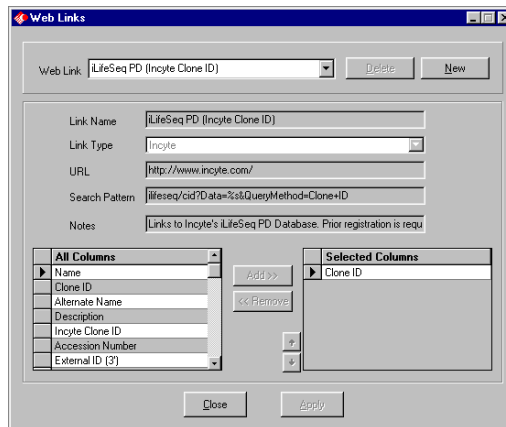 Web Links
Web Link iLifeSeq PD (Incyte Clone ID) Delete New
Link Name iLifeSeq PD (Incyte Clone ID)
Link Type Incyte
URL http://www.incyte.com/
Search Pattern ilifeseq/cid?Data=%s&QueryMethod=Clone+ID
Notes Links to Incyte's iLifeSeq PD Database. Prior registration is requ
All Columns
Name
Clone ID
Alternate Name
Description
Incyte Clone ID
Accession Number
External ID (3')
Add >>
<< Remove
Selected Columns
Clone ID
Close Apply